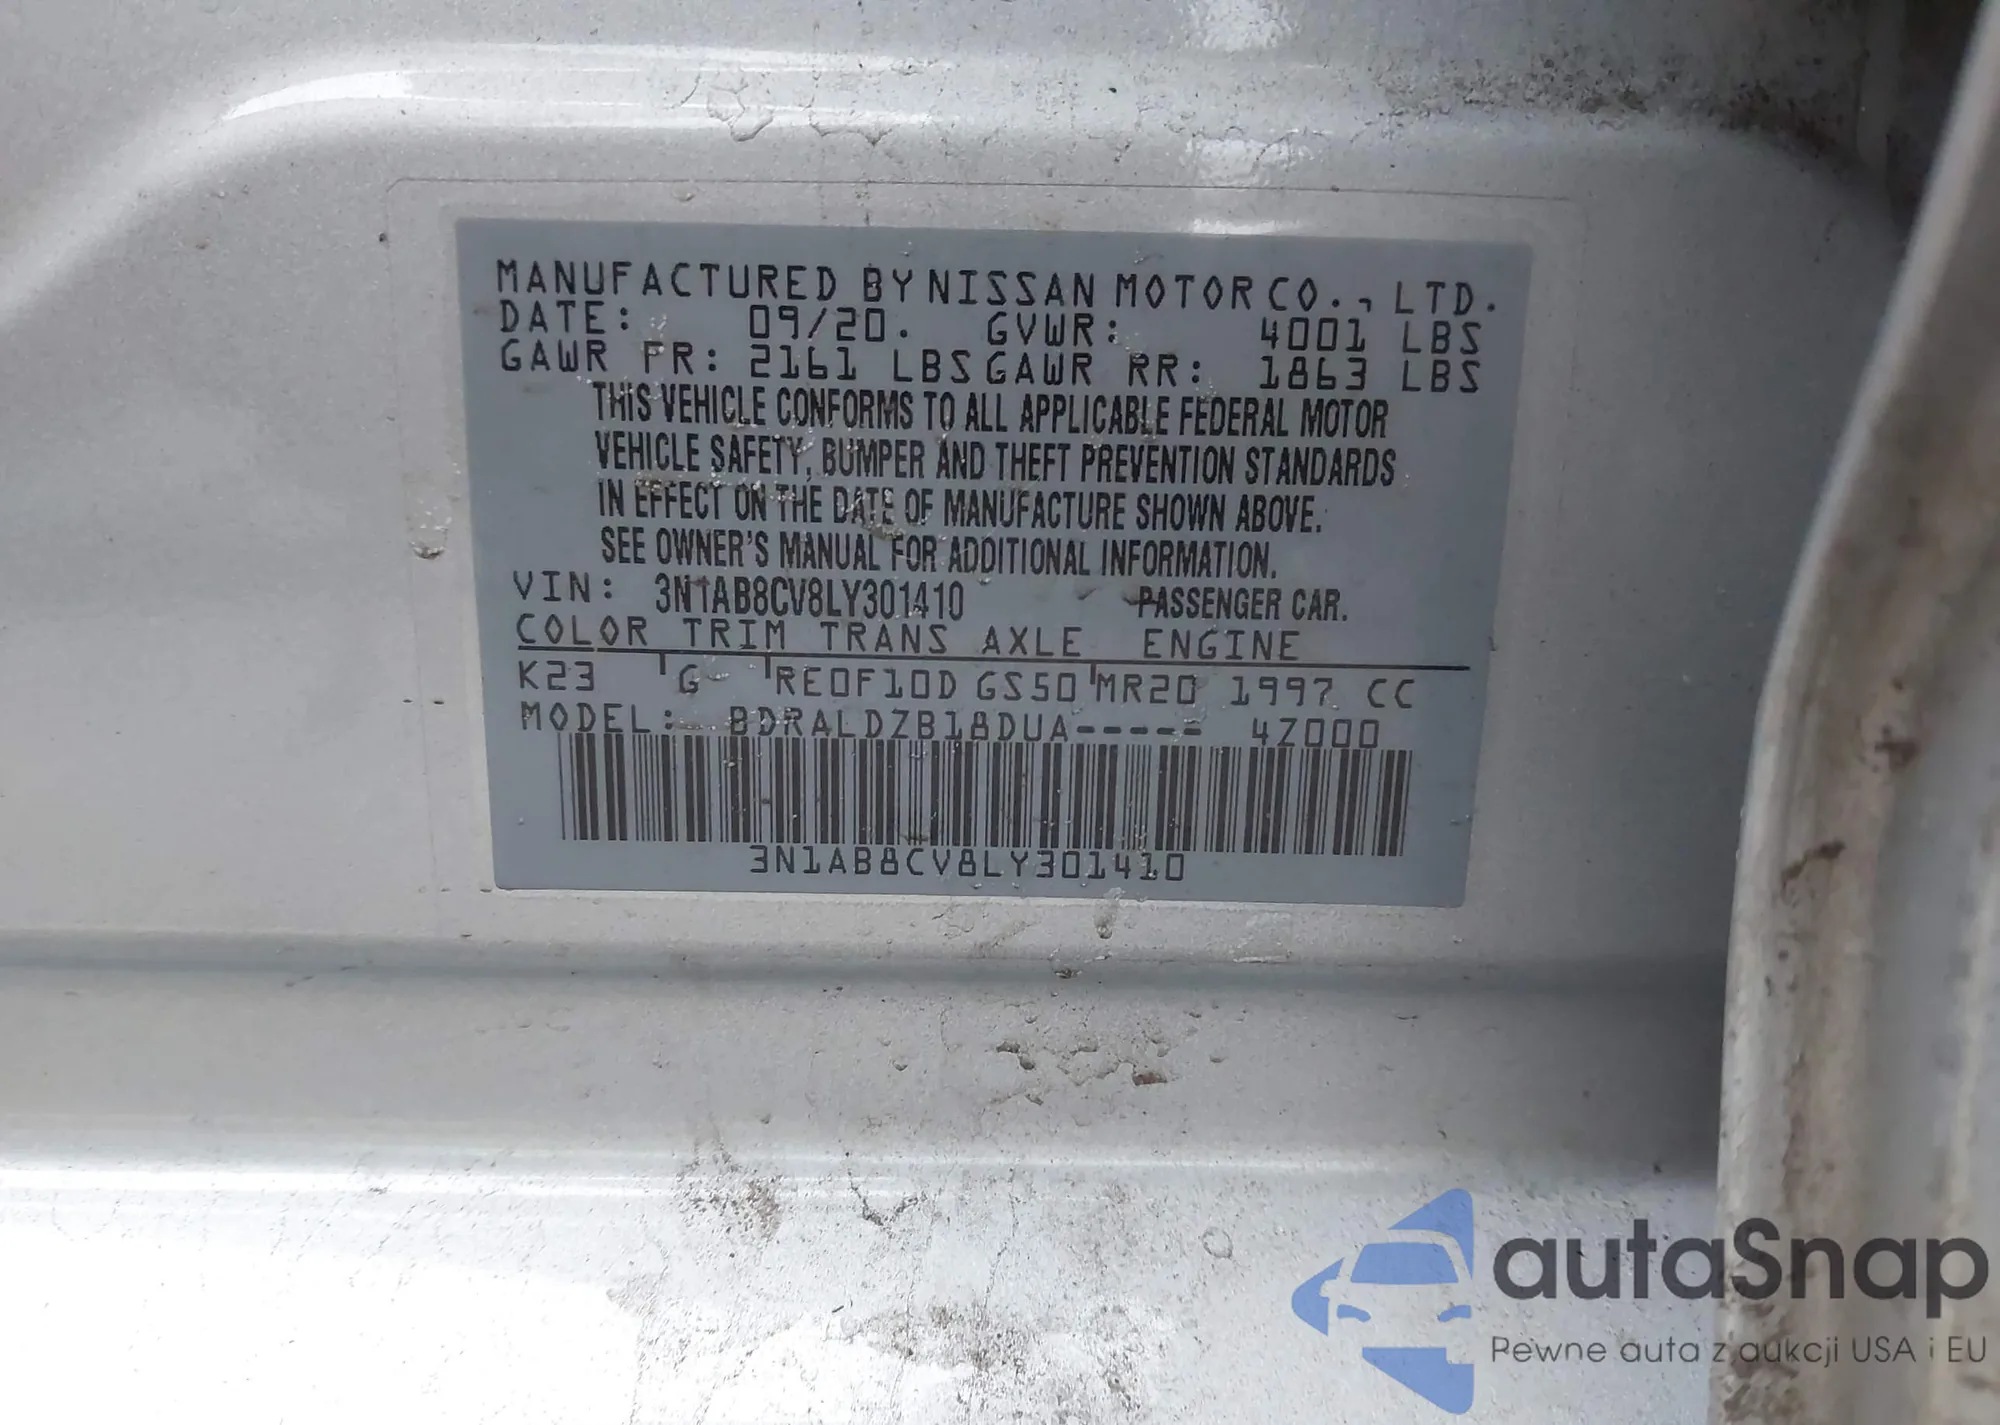 MANUFACTURED BY NISSAN MOTOR CO., LTD.
DATE: 09/20. GVWR: 4001 LBS
GAWR FR: 2161 LBS GAWR RR: 1863 LBS
THIS VEHICLE CONFORMS TO ALL APPLICABLE FEDERAL MOTOR
VEHICLE SAFETY, BUMPER AND THEFT PREVENTION STANDARDS
IN EFFECT ON THE DATE OF MANUFACTURE SHOWN ABOVE.
SEE OWNER'S MANUAL FOR ADDITIONAL INFORMATION.
VIN: 3N1AB8CV8LY301410 PASSENGER CAR.
COLOR TRIM TRANS AXLE ENGINE
K23 G RE0F10D GS50 MR20 1997 CC
MODEL: BDRALDZB18DUA----- 4Z000
3N1AB8CV8LY301410
autaSnap
Pewne auta z aukcji USA i EU